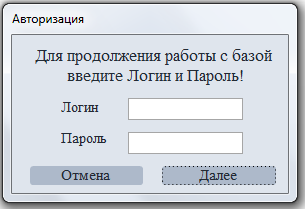 Авторизация
Для продолжения работы с базой
введите Логин и Пароль!
Логин
Пароль
Отмена
Далее